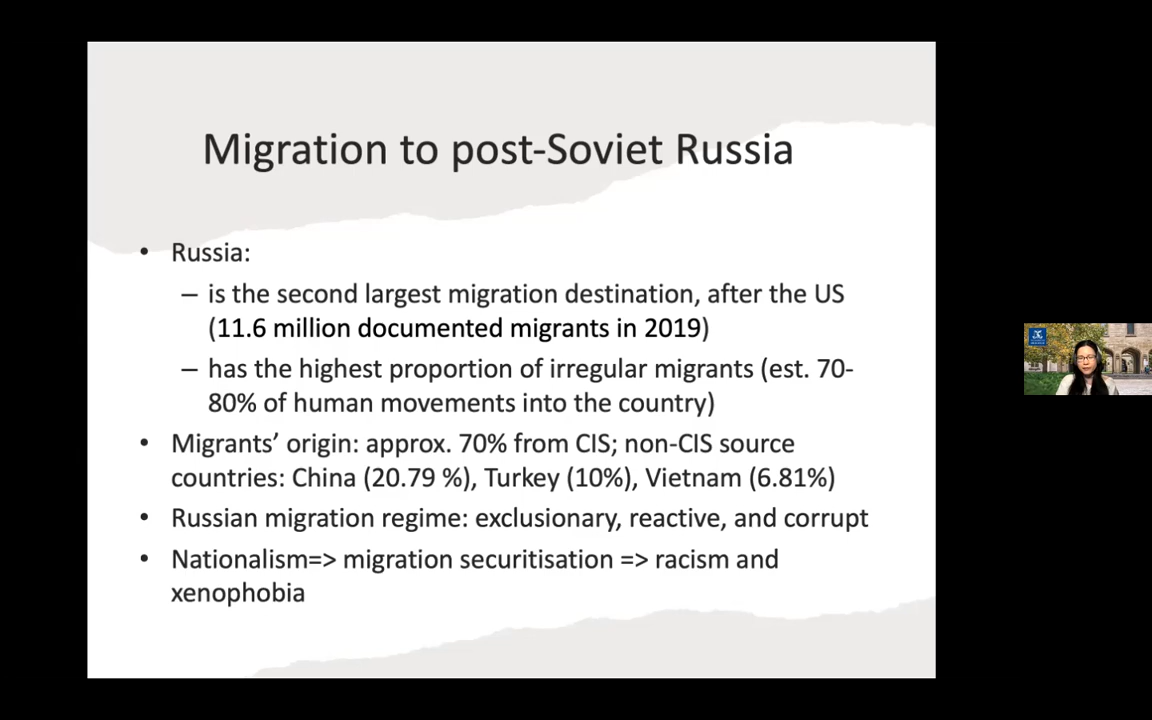 Migration to post-Soviet Russia
• Russia:
– is the second largest migration destination, after the US
(11.6 million documented migrants in 2019)
– has the highest proportion of irregular migrants (est. 70-
80% of human movements into the country)
• Migrants’ origin: approx. 70% from CIS; non-CIS source
countries: China (20.79 %), Turkey (10%), Vietnam (6.81%)
• Russian migration regime: exclusionary, reactive, and corrupt
• Nationalism=> migration securitisation => racism and
xenophobia